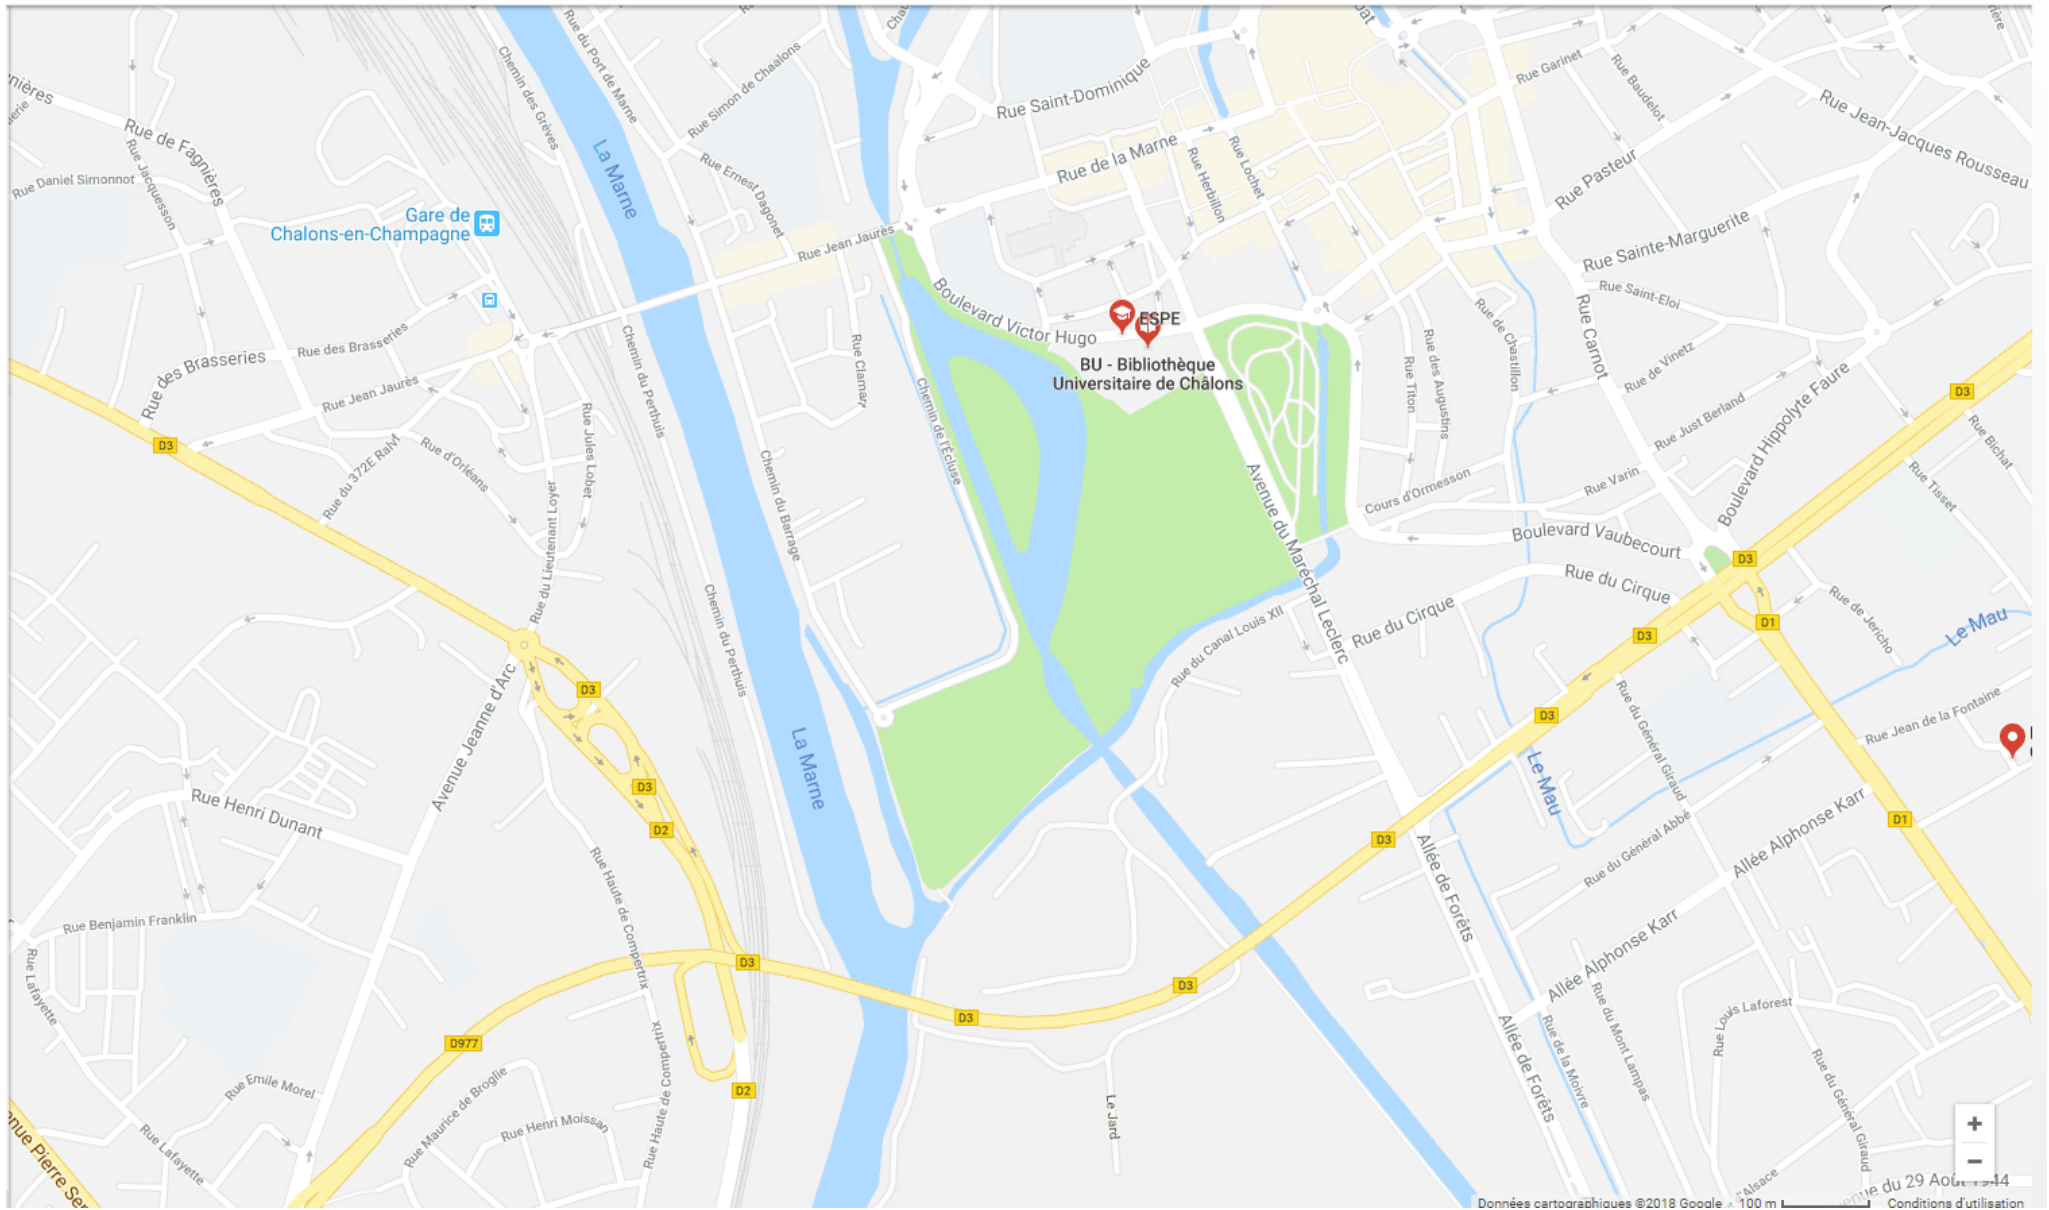 Rue du Port de Marne
Chemin des Grèves
Rue Simon de Chaalons
Rue Saint-Dominique
Rue Garinet
Rue Baudelot
Rue Jean-Jacques Rousseau
Rue de Fagnières
Rue Jacquesson
Rue Daniel Simonnot
La Marne
Rue Ernest Dagonet
Rue de la Marne
Rue Herbillon
Rue Lochet
Rue Pasteur
Gare de
Chalons-en-Champagne
Rue Jean Jaurès
Rue Sainte-Marguerite
Rue Saint-Eloi
Boulevard Victor Hugo
ESPE
BU - Bibliothèque
Universitaire de Châlons
Rue Carnot
Rue de Chastillon
Rue des Augustins
Rue Titon
Rue de Vinetz
Rue Just Berland
Boulevard Hippolyte Faure
D3
Rue Bichat
Rue Tisset
Rue des Brasseries
Rue des Brasseries
Rue Jean Jaurès
Chemin du Perthuis
Rue Clamart
Chemin de l'Écluse
D3
Rue du 372E Ralvf
Rue d'Orléans
Rue Jules Lobet
Chemin du Barrage
Avenue du Maréchal Leclerc
Cours d'Ormesson
Rue Varin
Boulevard Vaubecourt
D3
Rue du Lieutenant Loyer
Chemin du Perthuis
Rue du Cirque
Rue du Cirque
D3
D1
Rue de Jericho
Le Mau
Rue du Canal Louis XII
Avenue Jeanne d'Arc
D3
D3
D2
La Marne
D3
Le Mau
Rue du Général Giraud
Rue Jean de la Fontaine
Rue Henri Dunant
D3
Allée de Forêts
Rue du Général Abbé
Allée Alphonse Karr
D1
Rue Benjamin Franklin
Rue Haute de Compertrix
Rue Lafayette
D3
D3
D3
Allée Alphonse Karr
D977
Rue Haute de Compertrix
D2
Allée de Forêts
Rue de la Moivre
Rue du Mont Lampas
Rue Louis Laforest
Rue du Général Giraud
Rue Emile Morel
Rue Maurice de Broglie
Rue Henri Moissan
Rue Lafayette
Le Jard
Données cartographiques ©2018 Google
100 m
Conditions d'utilisation